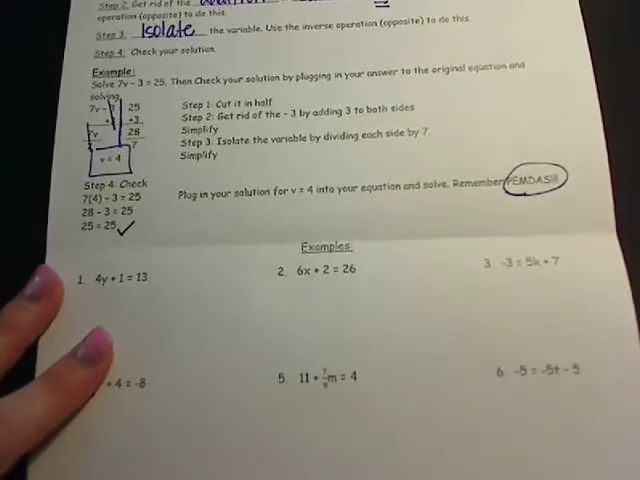 Step 2: Get rid of the
operation (opposite) to do this.
Step 3: Isolate the variable. Use the inverse operation (opposite) to do this.
Step 4: Check your solution.
Example:
Solve 7y - 3 = 25. Then Check your solution by plugging in your answer to the original equation and
solving.
7v - 3 25 Step 1: Cut it in half
+3 Step 2: Get rid of the - 3 by adding 3 to both sides
7v 28 Simplify
7 7 Step 3: Isolate the variable by dividing each side by 7
v = 4 Simplify
Step 4: Check
7(4) - 3 = 25 Plug in your solution for v = 4 into your equation and solve. Remember PEMDAS!!!
28 - 3 = 25
25 = 25 ✓
Examples:
1. 4y + 1 = 13 2. 6x + 2 = 26 3. -3 = 5k + 7
+ 4 = -8 5. 11 + 7/9m = 4 6. -5 = -5t - 5